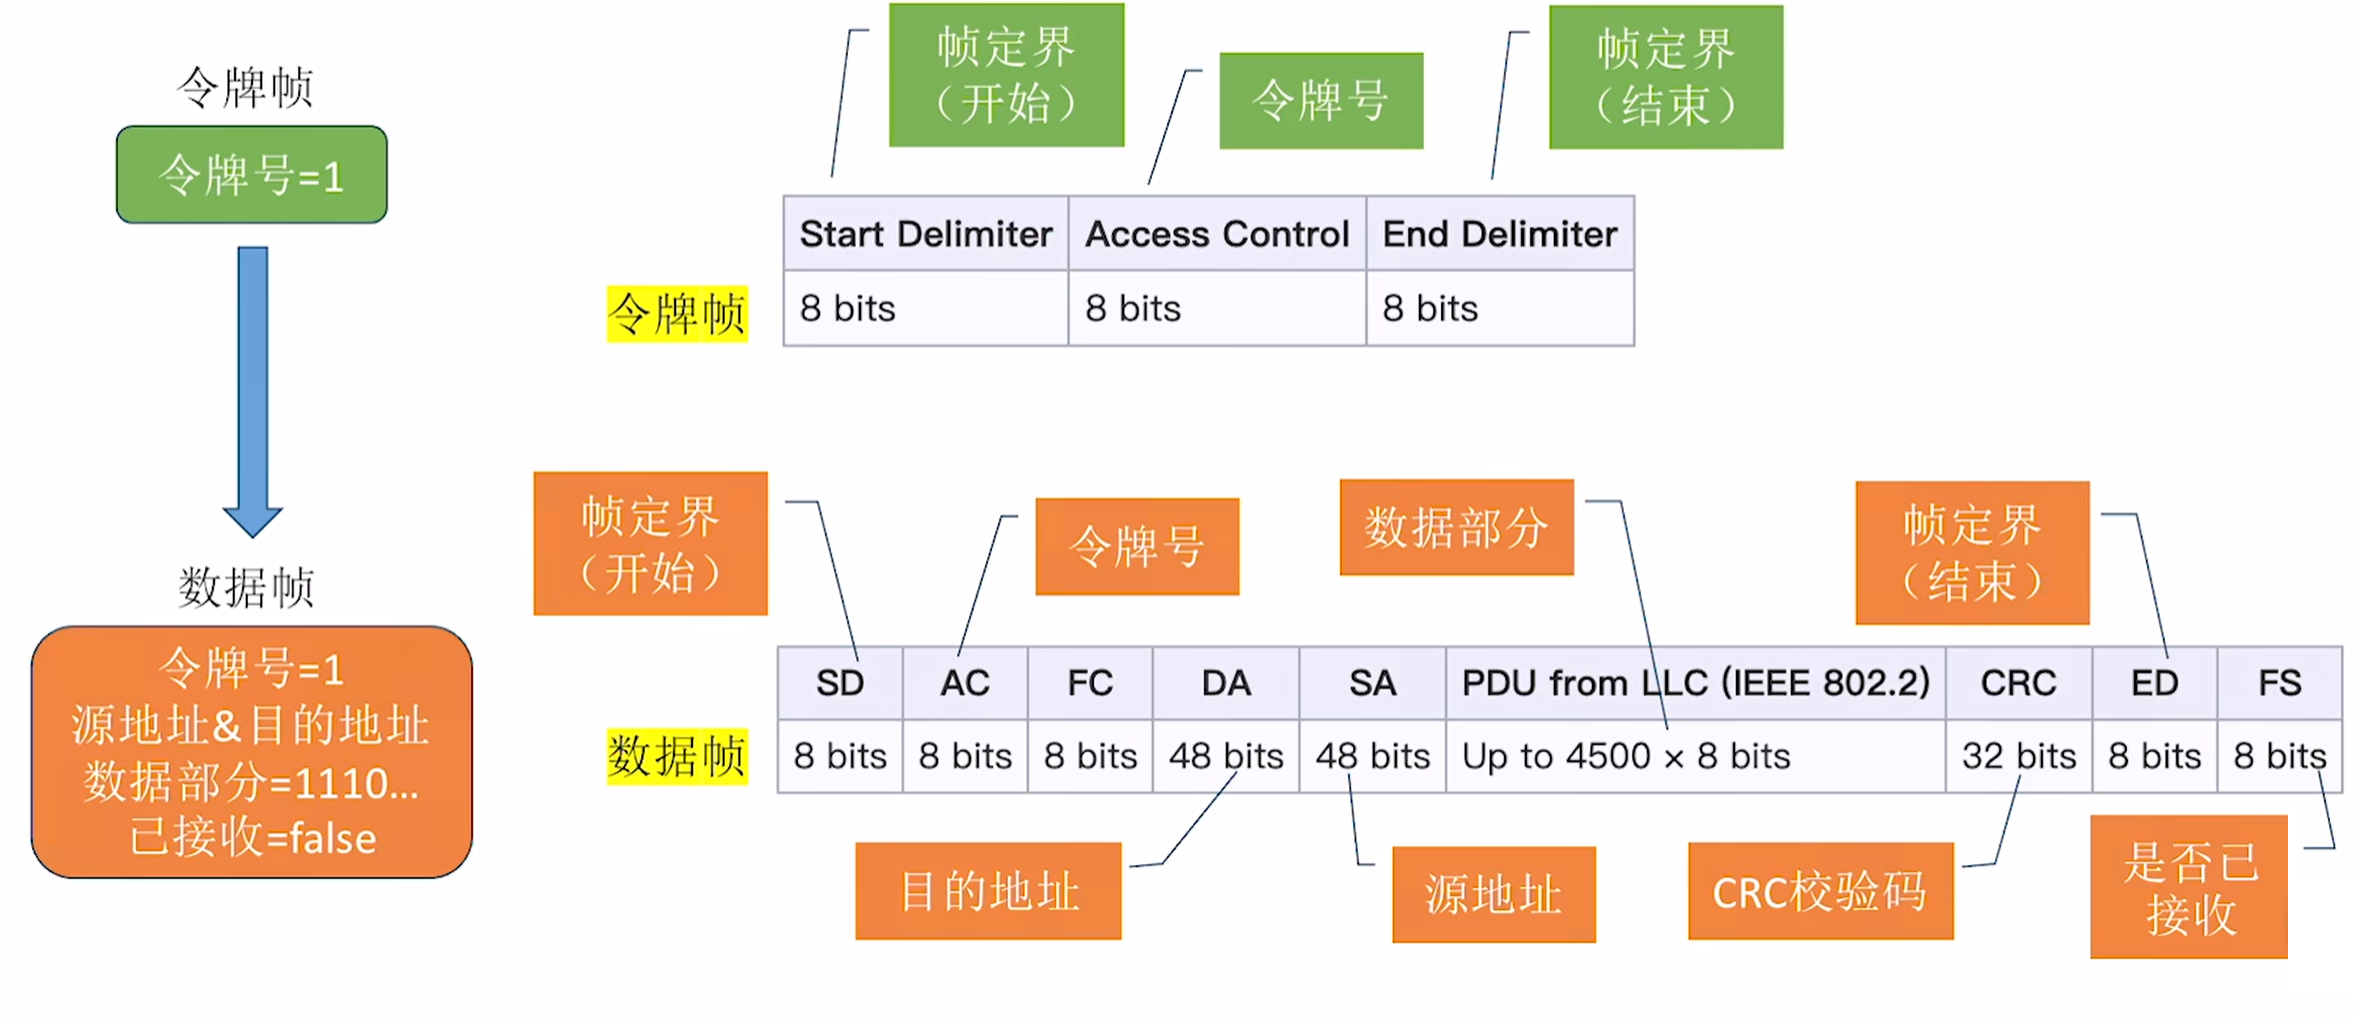 令牌帧
令牌号=1
数据帧
令牌号=1
源地址&目的地址
数据部分=1110...
已接收=false
帧定界
（开始）
令牌号
帧定界
（结束）
Start Delimiter Access Control End Delimiter
令牌帧 8 bits 8 bits 8 bits
帧定界
（开始）
令牌号
数据部分
帧定界
（结束）
SD AC FC DA SA PDU from LLC (IEEE 802.2) CRC ED FS
数据帧 8 bits 8 bits 8 bits 48 bits 48 bits Up to 4500 × 8 bits 32 bits 8 bits 8 bits
目的地址
源地址
CRC校验码
是否已
接收